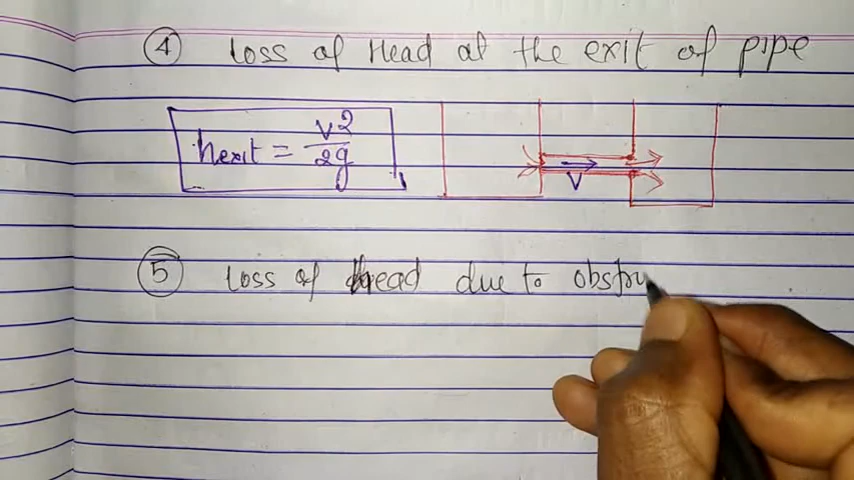 ④ Loss of Head at the exit of pipe
hexit = V²/2g
V
⑤ Loss of head due to obstru